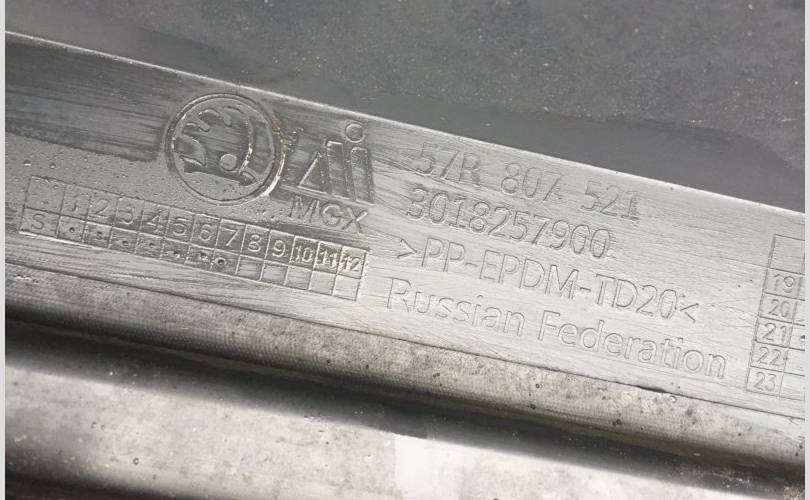 MGX
57R 807 521
3018257900
>PP-EPDM-TD20<
Russian Federation
1 2 3 4 5 6 7 8 9 10 11 12
S
19
20
21
22
23